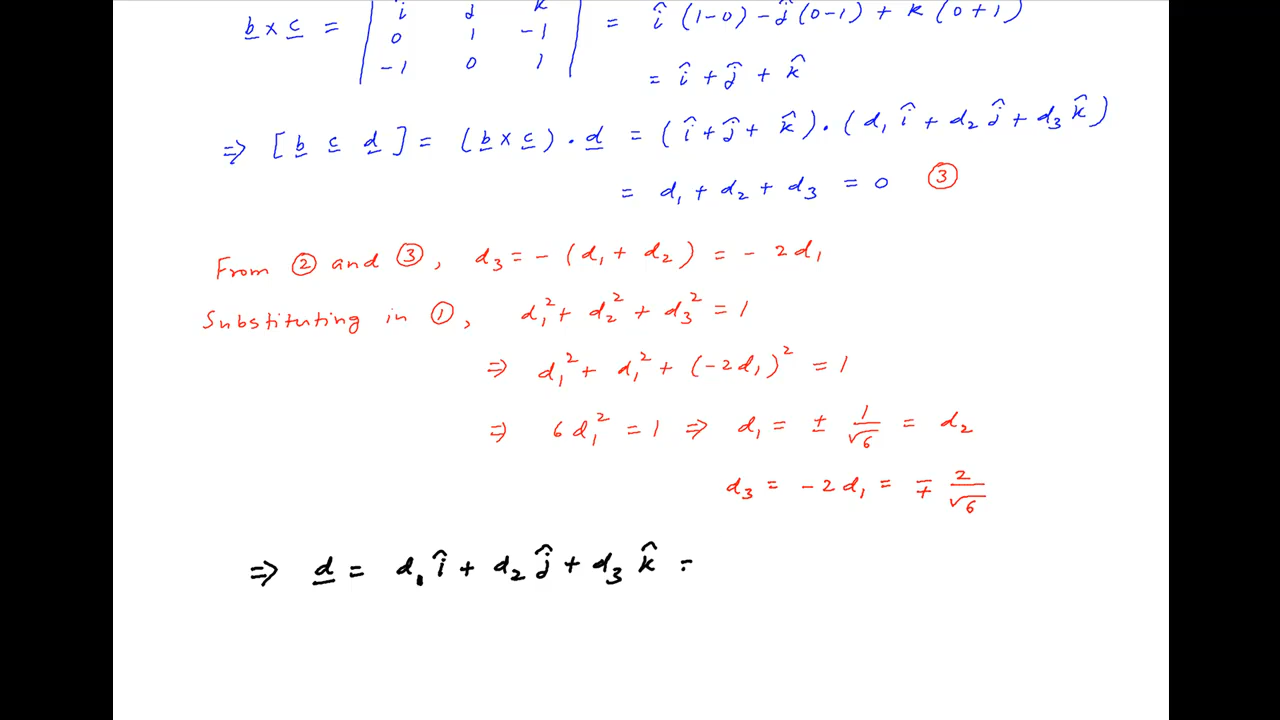 î ĵ k̂
b × c = | 0 1 -1 | = î (1-0) - ĵ (0-1) + k (0+1)
-1 0 1
= î + ĵ + k̂
⇒ [ b c d ] = (b × c) · d = ( î + ĵ + k̂ ) · ( d₁ î + d₂ ĵ + d₃ k̂ )
= d₁ + d₂ + d₃ = 0 ③
From ② and ③, d₃ = - (d₁ + d₂) = - 2d₁
Substituting in ①, d₁² + d₂² + d₃² = 1
⇒ d₁² + d₁² + (-2d₁)² = 1
⇒ 6d₁² = 1 ⇒ d₁ = ± 1/√6 = d₂
d₃ = -2d₁ = ∓ 2/√6
⇒ d = d₁ î + d₂ ĵ + d₃ k̂ =